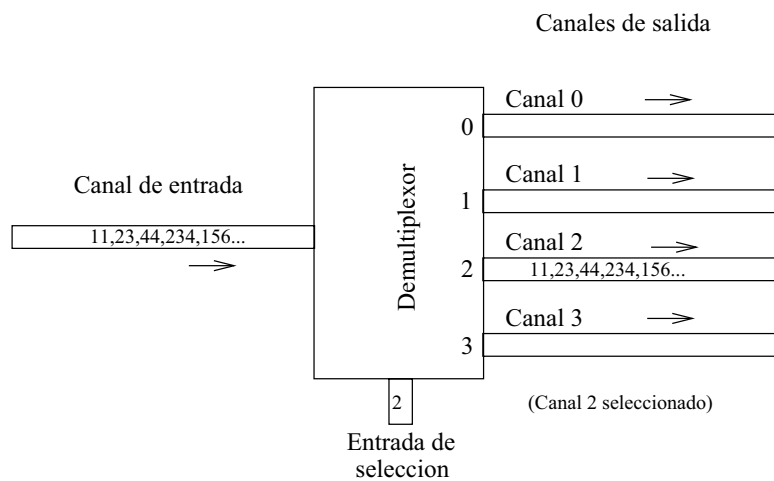 Canales de salida
Canal 0
0
Canal 1
1
Canal de entrada
11,23,44,234,156...
Demultiplexor
Canal 2
2
11,23,44,234,156...
Canal 3
3
2
(Canal 2 seleccionado)
Entrada de
seleccion